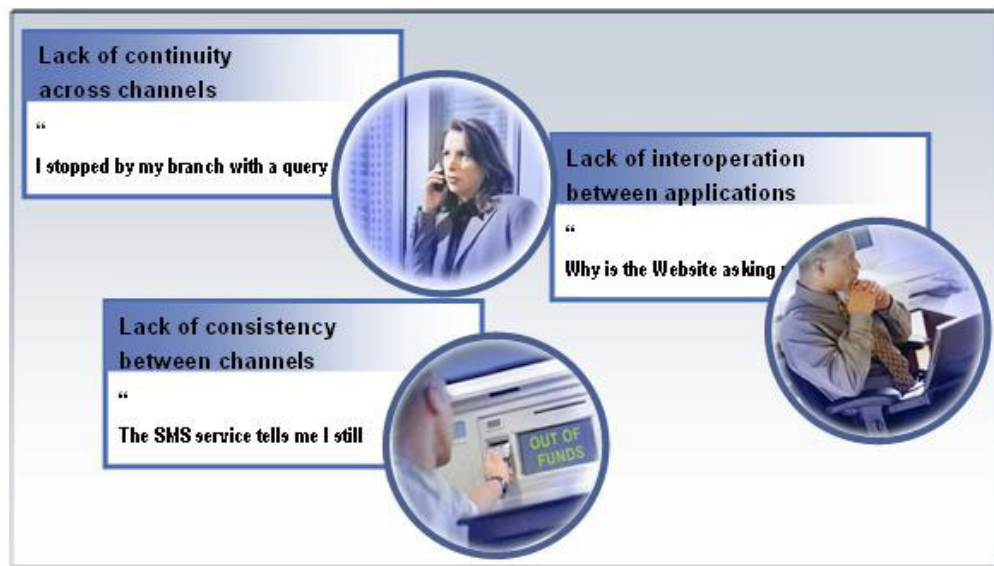 Lack of continuity
across channels
“
I stopped by my branch with a query
Lack of interoperation
between applications
“
Why is the Website asking
Lack of consistency
between channels
“
The SMS service tells me I still
OUT OF
FUNDS